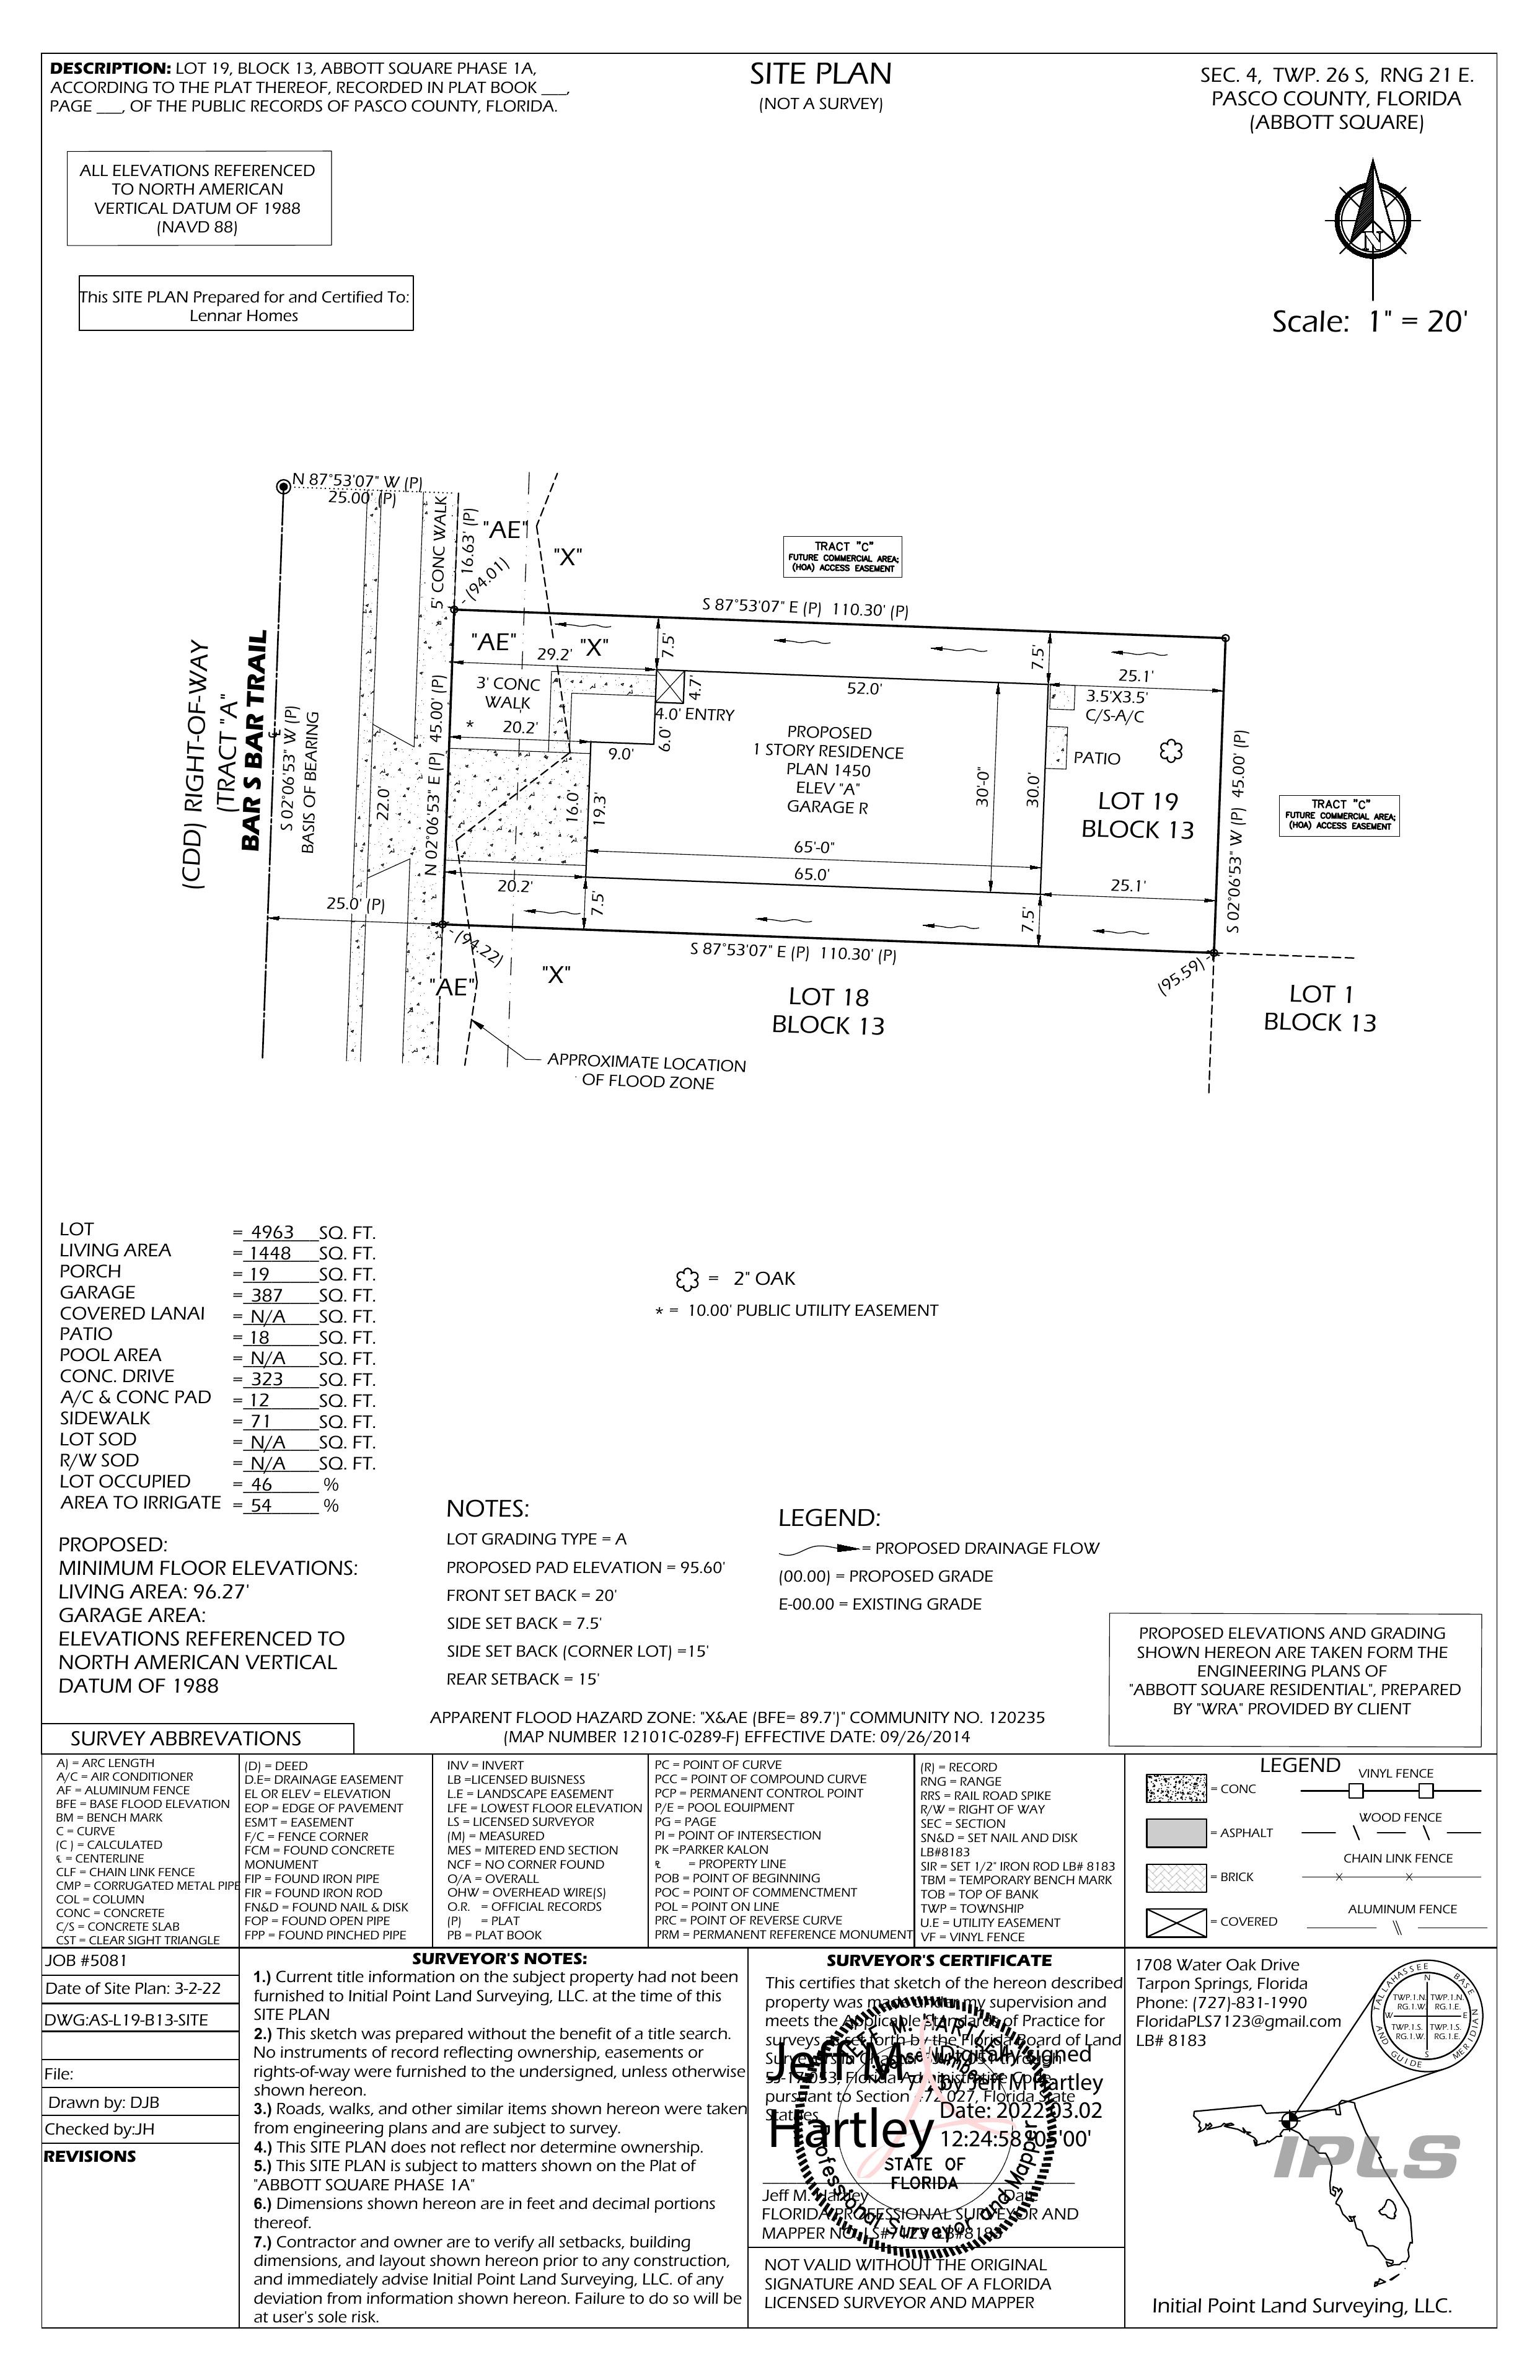 DESCRIPTION: LOT 19, BLOCK 13, ABBOTT SQUARE PHASE 1A,
ACCORDING TO THE PLAT THEREOF, RECORDED IN PLAT BOOK ___,
PAGE ___, OF THE PUBLIC RECORDS OF PASCO COUNTY, FLORIDA.
SITE PLAN
(NOT A SURVEY)
SEC. 4, TWP. 26 S, RNG 21 E.
PASCO COUNTY, FLORIDA
(ABBOTT SQUARE)
ALL ELEVATIONS REFERENCED
TO NORTH AMERICAN
VERTICAL DATUM OF 1988
(NAVD 88)
This SITE PLAN Prepared for and Certified To:
Lennar Homes
N
Scale: 1" = 20'
N 87°53'07" W (P)
25.00' (P)
5' CONC WALK
16.63' (P)
(94.01)
"AE"
"X"
TRACT "C"
FUTURE COMMERCIAL AREA;
(HOA) ACCESS EASEMENT
S 87°53'07" E (P) 110.30' (P)
"AE"
"X"
29.2'
7.5'
7.5'
25.1'
3' CONC
WALK
4.7'
52.0'
3.5'X3.5'
C/S-A/C
4.0' ENTRY
* 20.2'
9.0'
6.0'
PROPOSED
1 STORY RESIDENCE
PLAN 1450
ELEV "A"
GARAGE R
PATIO
(CDD) RIGHT-OF-WAY
(TRACT "A"
BAR S BAR TRAIL
℄
S 02°06'53" W (P)
BASIS OF BEARING
22.0'
N 02°06'53" E (P) 45.00' (P)
16.0'
19.3'
30'-0"
30.0'
LOT 19
BLOCK 13
S 02°06'53" W (P) 45.00' (P)
TRACT "C"
FUTURE COMMERCIAL AREA;
(HOA) ACCESS EASEMENT
65'-0"
65.0'
20.2'
25.1'
25.0' (P)
7.5'
7.5'
(94.22)
S 87°53'07" E (P) 110.30' (P)
(95.59)
"AE"
"X"
LOT 18
BLOCK 13
LOT 1
BLOCK 13
APPROXIMATE LOCATION
OF FLOOD ZONE
LOT = 4963 SQ. FT.
LIVING AREA = 1448 SQ. FT.
PORCH = 19 SQ. FT.
GARAGE = 387 SQ. FT.
COVERED LANAI = N/A SQ. FT.
PATIO = 18 SQ. FT.
POOL AREA = N/A SQ. FT.
CONC. DRIVE = 323 SQ. FT.
A/C & CONC PAD = 12 SQ. FT.
SIDEWALK = 71 SQ. FT.
LOT SOD = N/A SQ. FT.
R/W SOD = N/A SQ. FT.
LOT OCCUPIED = 46 %
AREA TO IRRIGATE = 54 %
= 2" OAK
* = 10.00' PUBLIC UTILITY EASEMENT
PROPOSED:
MINIMUM FLOOR ELEVATIONS:
LIVING AREA: 96.27'
GARAGE AREA:
ELEVATIONS REFERENCED TO
NORTH AMERICAN VERTICAL
DATUM OF 1988
NOTES:
LOT GRADING TYPE = A
PROPOSED PAD ELEVATION = 95.60'
FRONT SET BACK = 20'
SIDE SET BACK = 7.5'
SIDE SET BACK (CORNER LOT) =15'
REAR SETBACK = 15'
LEGEND:
= PROPOSED DRAINAGE FLOW
(00.00) = PROPOSED GRADE
E-00.00 = EXISTING GRADE
PROPOSED ELEVATIONS AND GRADING
SHOWN HEREON ARE TAKEN FORM THE
ENGINEERING PLANS OF
"ABBOTT SQUARE RESIDENTIAL", PREPARED
BY "WRA" PROVIDED BY CLIENT
APPARENT FLOOD HAZARD ZONE: "X&AE (BFE= 89.7')" COMMUNITY NO. 120235
(MAP NUMBER 12101C-0289-F) EFFECTIVE DATE: 09/26/2014
SURVEY ABBREVATIONS
A) = ARC LENGTH
A/C = AIR CONDITIONER
AF = ALUMINUM FENCE
BFE = BASE FLOOD ELEVATION
BM = BENCH MARK
C = CURVE
(C ) = CALCULATED
℄ = CENTERLINE
CLF = CHAIN LINK FENCE
CMP = CORRUGATED METAL PIPE
COL = COLUMN
CONC = CONCRETE
C/S = CONCRETE SLAB
CST = CLEAR SIGHT TRIANGLE
(D) = DEED
D.E= DRAINAGE EASEMENT
EL OR ELEV = ELEVATION
EOP = EDGE OF PAVEMENT
ESM'T = EASEMENT
F/C = FENCE CORNER
FCM = FOUND CONCRETE
MONUMENT
FIP = FOUND IRON PIPE
FIR = FOUND IRON ROD
FN&D = FOUND NAIL & DISK
FOP = FOUND OPEN PIPE
FPP = FOUND PINCHED PIPE
INV = INVERT
LB =LICENSED BUISNESS
L.E = LANDSCAPE EASEMENT
LFE = LOWEST FLOOR ELEVATION
LS = LICENSED SURVEYOR
(M) = MEASURED
MES = MITERED END SECTION
NCF = NO CORNER FOUND
O/A = OVERALL
OHW = OVERHEAD WIRE(S)
O.R. = OFFICIAL RECORDS
(P) = PLAT
PB = PLAT BOOK
PC = POINT OF CURVE
PCC = POINT OF COMPOUND CURVE
PCP = PERMANENT CONTROL POINT
P/E = POOL EQUIPMENT
PG = PAGE
PI = POINT OF INTERSECTION
PK =PARKER KALON
= PROPERTY LINE
POB = POINT OF BEGINNING
POC = POINT OF COMMENCTMENT
POL = POINT ON LINE
PRC = POINT OF REVERSE CURVE
PRM = PERMANENT REFERENCE MONUMENT
(R) = RECORD
RNG = RANGE
RRS = RAIL ROAD SPIKE
R/W = RIGHT OF WAY
SEC = SECTION
SN&D = SET NAIL AND DISK
LB#8183
SIR = SET 1/2" IRON ROD LB# 8183
TBM = TEMPORARY BENCH MARK
TOB = TOP OF BANK
TWP = TOWNSHIP
U.E = UTILITY EASEMENT
VF = VINYL FENCE
LEGEND
= CONC
= ASPHALT
= BRICK
= COVERED
VINYL FENCE
WOOD FENCE
CHAIN LINK FENCE
ALUMINUM FENCE
JOB #5081
Date of Site Plan: 3-2-22
DWG:AS-L19-B13-SITE
File:
Drawn by: DJB
Checked by:JH
REVISIONS
SURVEYOR'S NOTES:
1.) Current title information on the subject property had not been
furnished to Initial Point Land Surveying, LLC. at the time of this
SITE PLAN
2.) This sketch was prepared without the benefit of a title search.
No instruments of record reflecting ownership, easements or
rights-of-way were furnished to the undersigned, unless otherwise
shown hereon.
3.) Roads, walks, and other similar items shown hereon were taken
from engineering plans and are subject to survey.
4.) This SITE PLAN does not reflect nor determine ownership.
5.) This SITE PLAN is subject to matters shown on the Plat of
"ABBOTT SQUARE PHASE 1A"
6.) Dimensions shown hereon are in feet and decimal portions
thereof.
7.) Contractor and owner are to verify all setbacks, building
dimensions, and layout shown hereon prior to any construction,
and immediately advise Initial Point Land Surveying, LLC. of any
deviation from information shown hereon. Failure to do so will be
at user's sole risk.
SURVEYOR'S CERTIFICATE
This certifies that sketch of the hereon described
property was made under my supervision and
meets the Applicable Standards of Practice for
surveys as set forth by the Florida Board of Land
pursuant to Section Florida State
Jeff M
Hartley
Digitally signed
by Jeff M Hartley
Date: 2022.03.02
12:24:58
STATE OF
FLORIDA
Professional Surveyor and Mapper
Jeff M. Hartley Date
FLORIDA PROFESSIONAL SURVEYOR AND
MAPPER NO. LS#7123 LB#8183
NOT VALID WITHOUT THE ORIGINAL
SIGNATURE AND SEAL OF A FLORIDA
LICENSED SURVEYOR AND MAPPER
1708 Water Oak Drive
Tarpon Springs, Florida
Phone: (727)-831-1990
FloridaPLS7123@gmail.com
LB# 8183
TALLAHASSEE BASE
AND GUIDE MERIDIAN
N
W
E
S
TWP.1.N. TWP.1.N.
RG.1.W. RG.1.E.
TWP.1.S. TWP.1.S.
RG.1.W. RG.1.E.
IPLS
Initial Point Land Surveying, LLC.